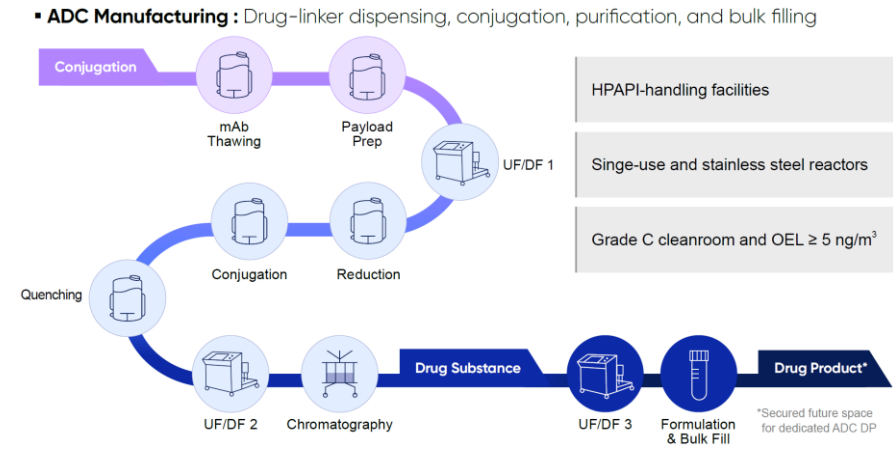 ▪ ADC Manufacturing : Drug-linker dispensing, conjugation, purification, and bulk filling
Conjugation
mAb
Thawing
Payload
Prep
UF/DF 1
HPAPI-handling facilities
Singe-use and stainless steel reactors
Grade C cleanroom and OEL ≥ 5 ng/m³
Conjugation
Reduction
Quenching
UF/DF 2
Chromatography
Drug Substance
UF/DF 3
Formulation
& Bulk Fill
Drug Product*
*Secured future space
for dedicated ADC DP